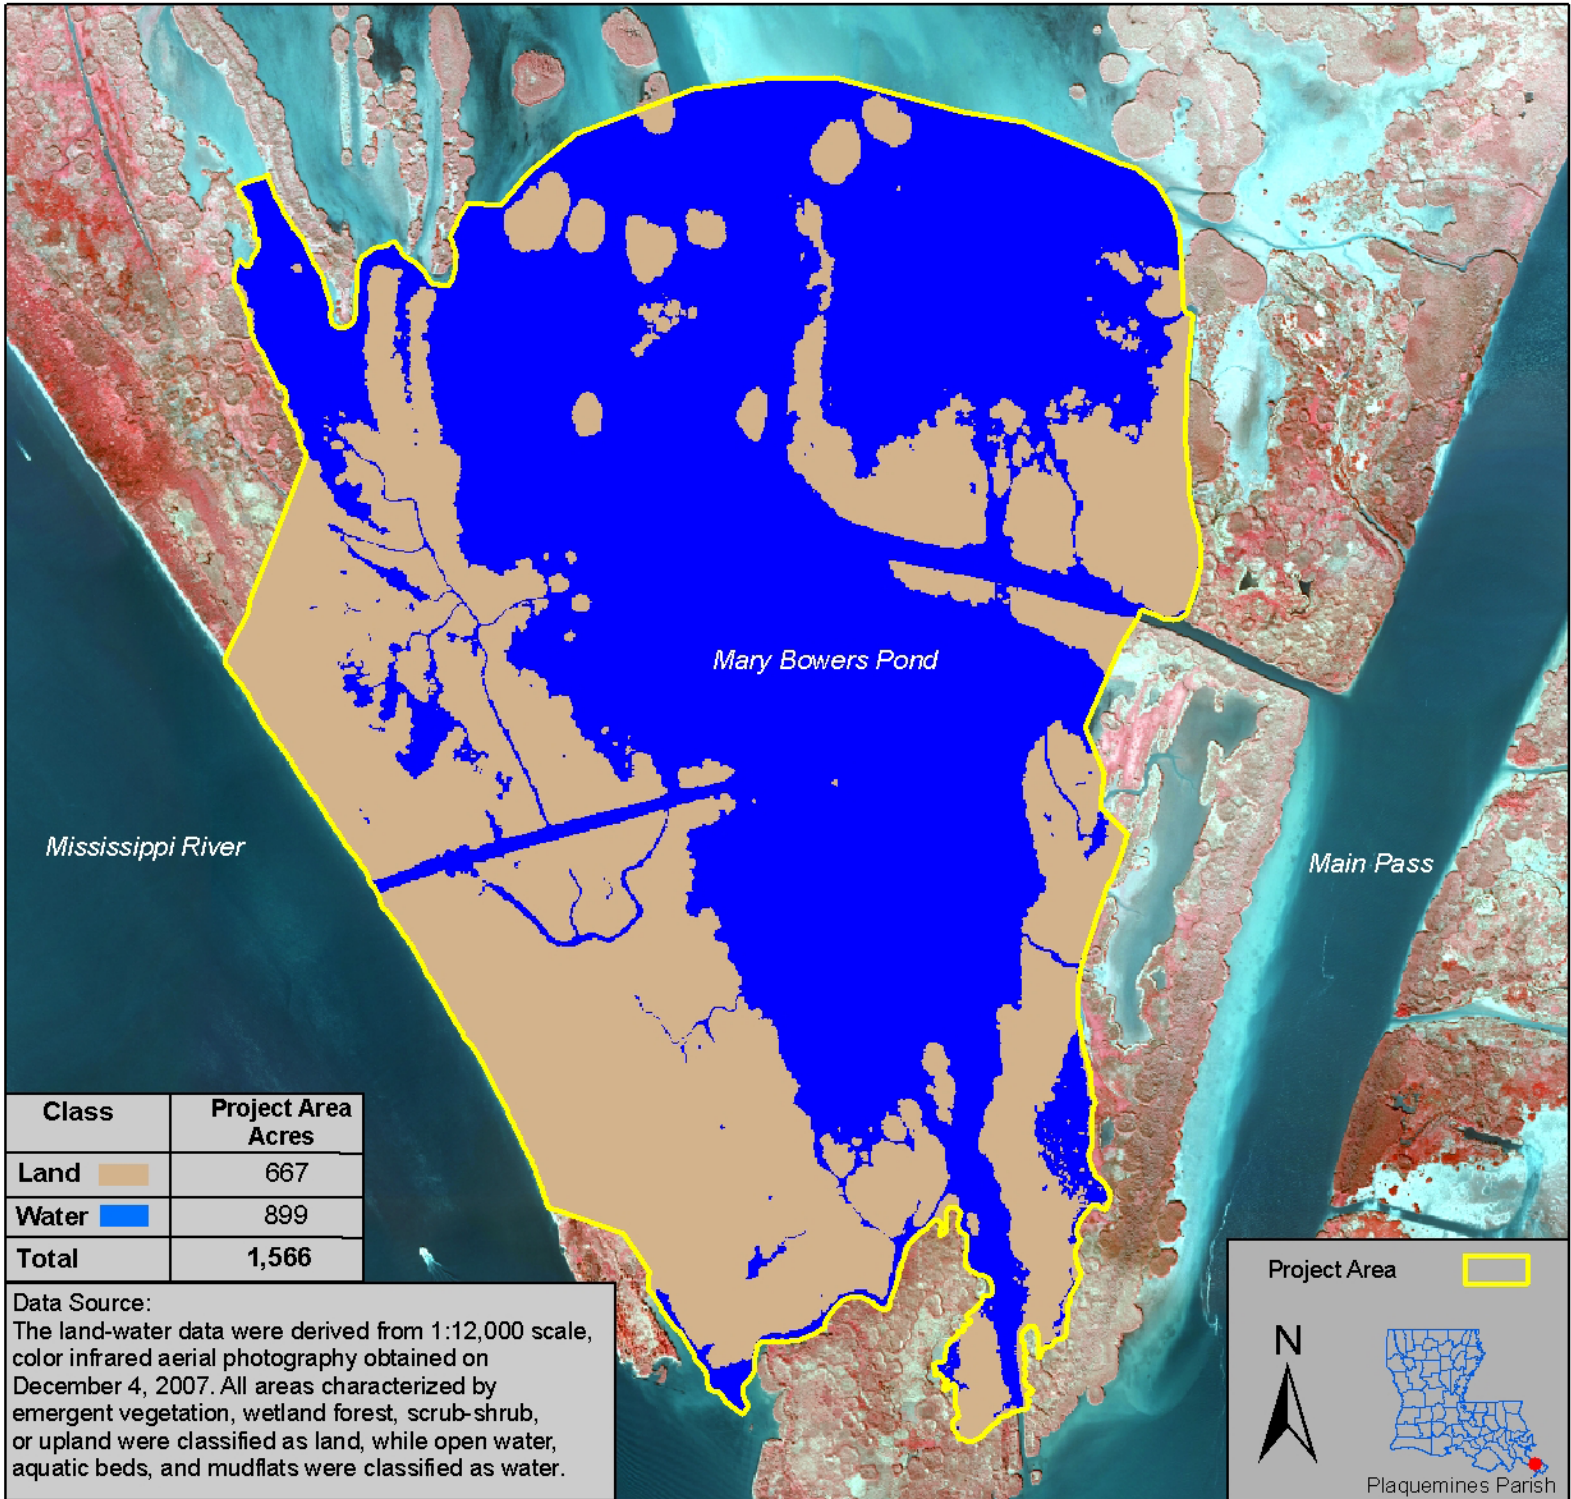 Mary Bowers Pond
Mississippi River
Main Pass
Class Project Area Acres
Land 667
Water 899
Total 1,566
Data Source:
The land-water data were derived from 1:12,000 scale,
color infrared aerial photography obtained on
December 4, 2007. All areas characterized by
emergent vegetation, wetland forest, scrub-shrub,
or upland were classified as land, while open water,
aquatic beds, and mudflats were classified as water.
Project Area
N
Plaquemines Parish